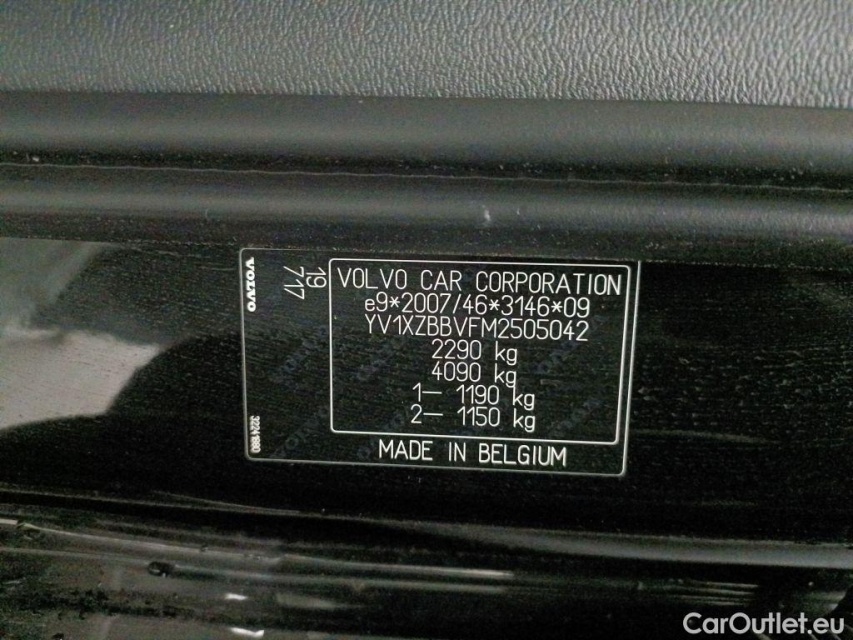 VOLVO
19
717
32241880
VOLVO CAR CORPORATION
e9*2007/46*3146*09
YV1XZBBVFM2505042
2290 kg
4090 kg
1— 1190 kg
2— 1150 kg
MADE IN BELGIUM
CarOutlet.eu